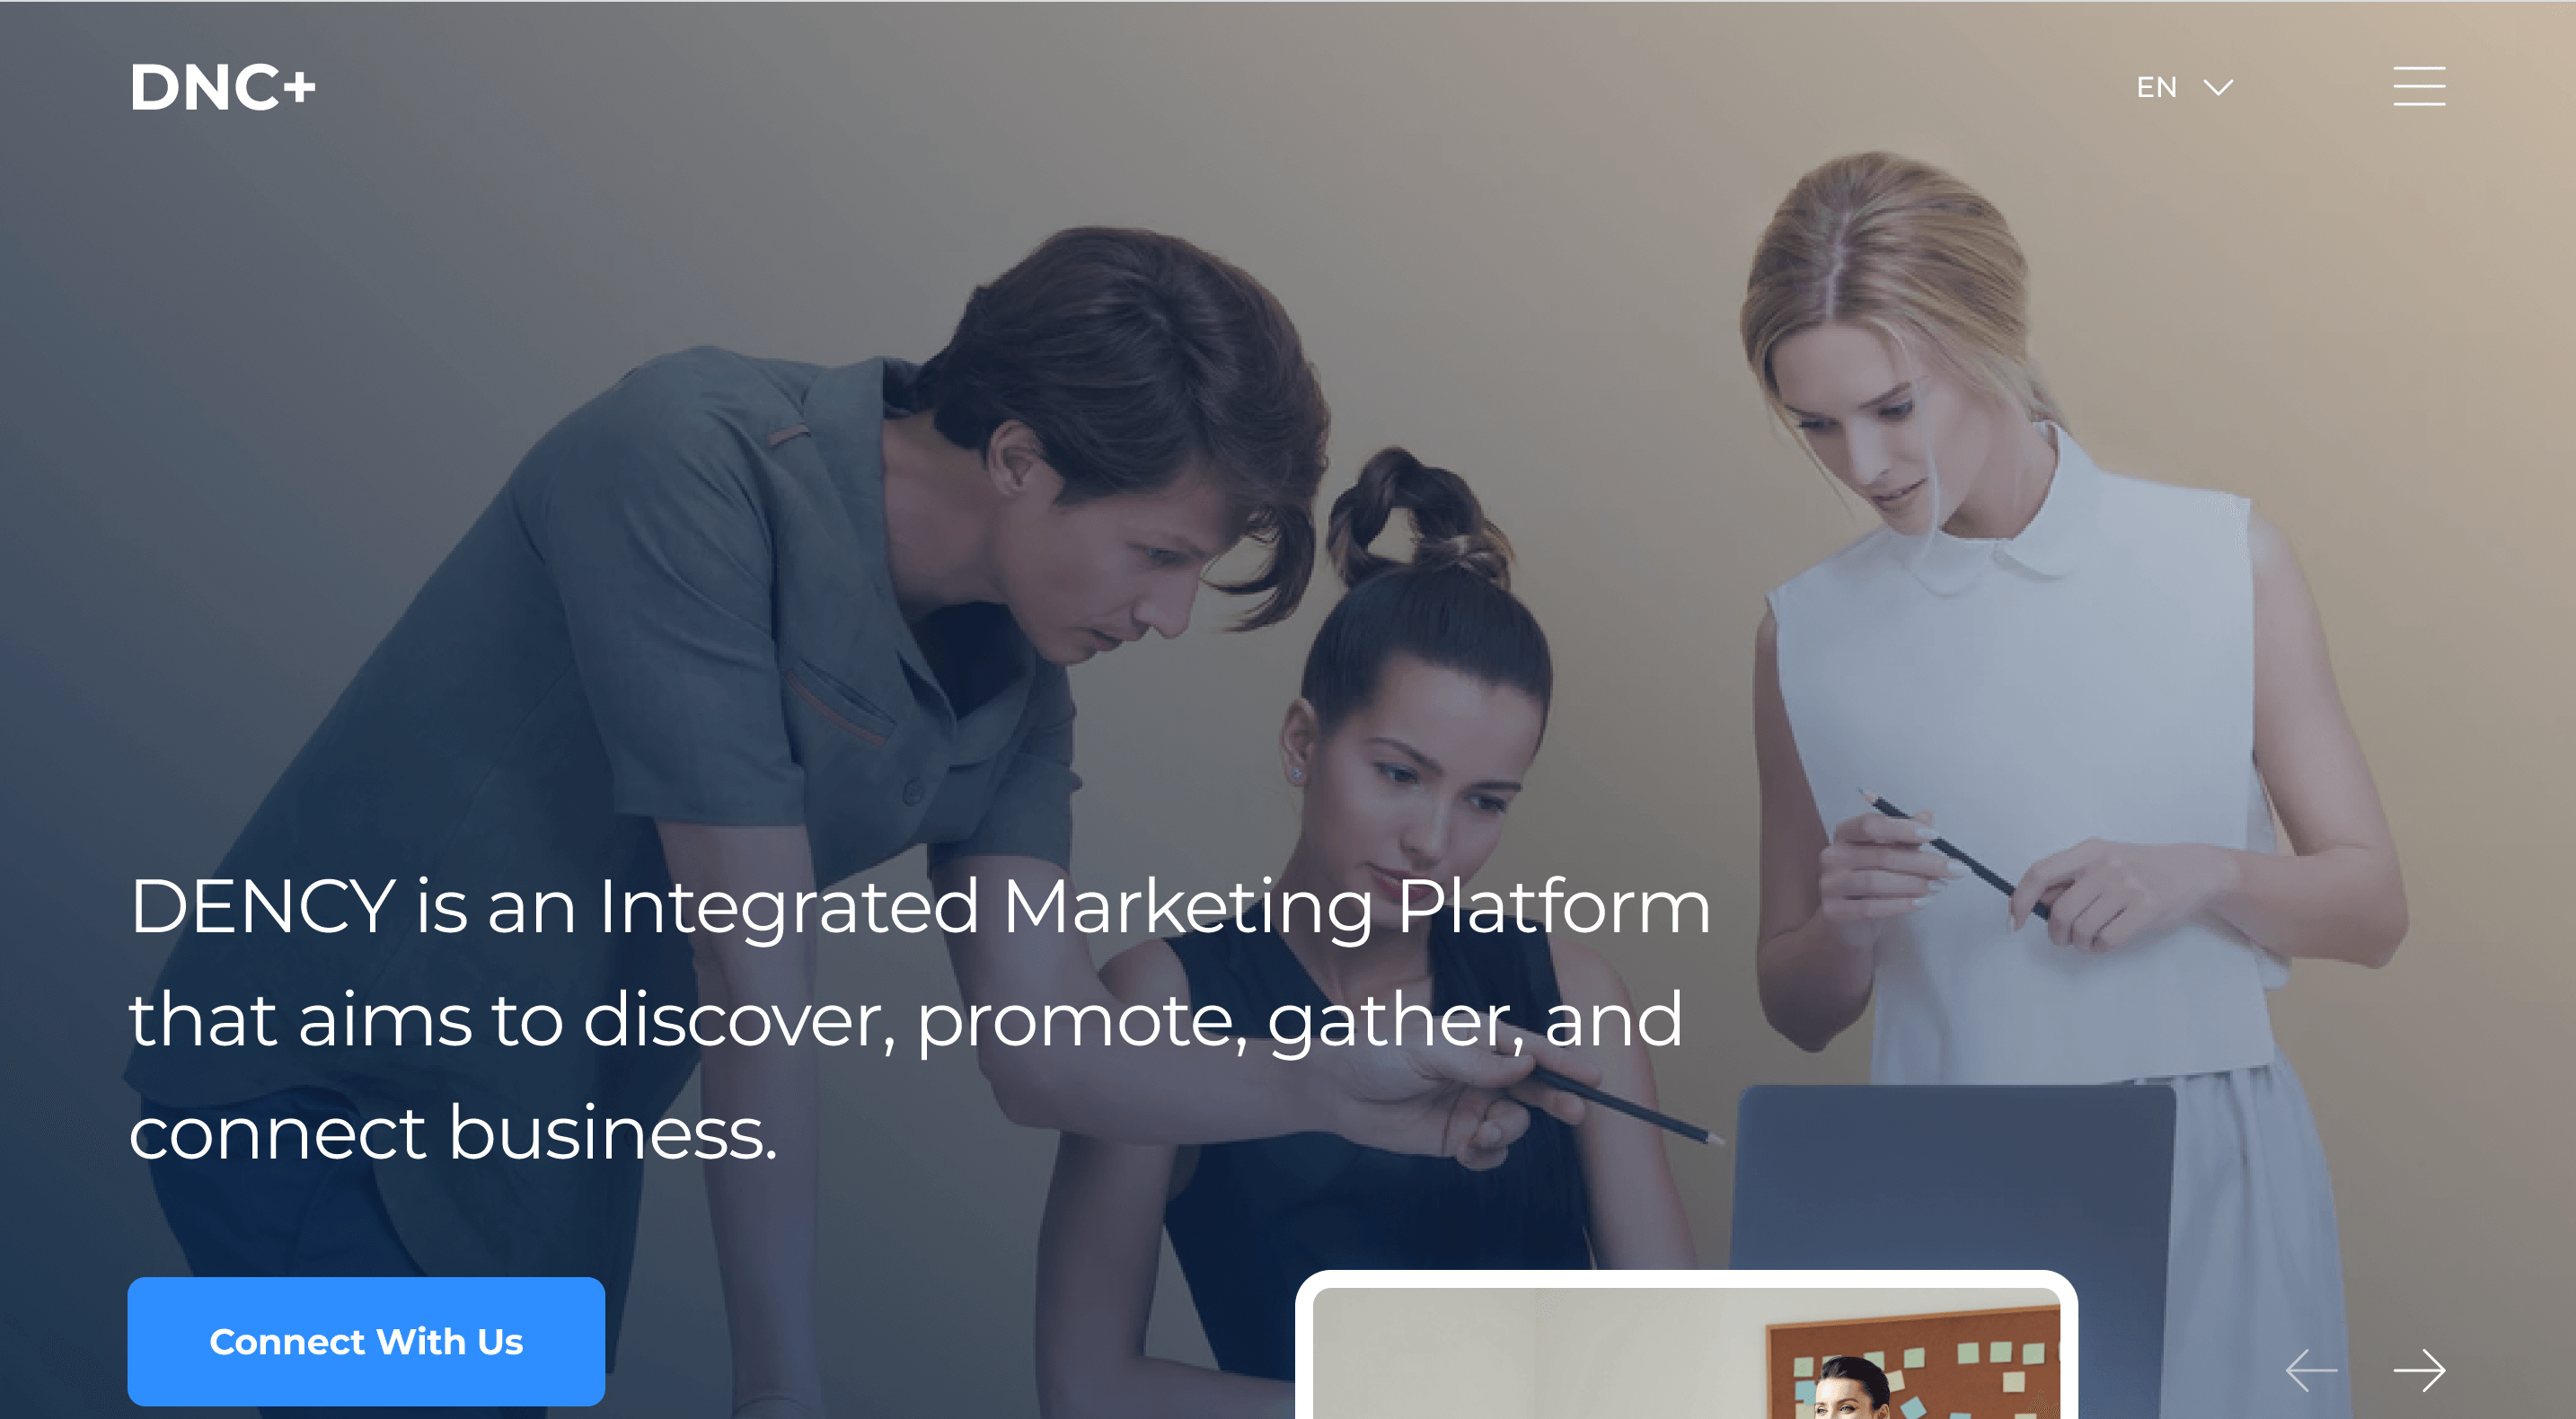 DNC+
EN
DENCY is an Integrated Marketing Platform
that aims to discover, promote, gather, and
connect business.
Connect With Us